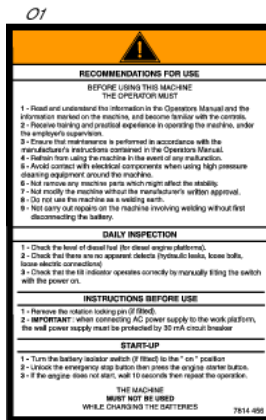 01
RECOMMENDATIONS FOR USE
BEFORE USING THIS MACHINE
THE OPERATOR MUST
1 - Read and understand the information in the Operators Manual and the
information marked on the machine, and become familiar with the controls.
2 - Receive training and practical experience in operating the machine, under
the employer's supervision.
3 - Ensure that maintenance is performed in accordance with the
manufacturer's instructions contained in the Operators Manual.
4 - Refrain from using the machine in the event of any malfunction.
5 - Avoid contact with electrical components when using high pressure
cleaning equipment around the machine.
6 - Not remove any machine parts which might affect the stability.
7 - Not modify the machine without the manufacturer's written approval.
8 - Do not use the machine as a welding earth.
9 - Not carry out repairs on the machine involving welding without first
disconnecting the battery.
DAILY INSPECTION
1 - Check the level of diesel fuel (for diesel engine platforms).
2 - Check that there are no apparent defects (hydraulic leaks, loose bolts,
loose electric connections)
3 - Check that the tilt indicator operates correctly by manually tilting the switch
with the power on.
INSTRUCTIONS BEFORE USE
1 - Remove the rotation locking pin (if fitted).
2 - IMPORTANT : when connecting AC power supply to the work platform,
the wall power supply must be protected by 30 mA circuit breaker
START-UP
1 - Turn the battery isolator switch (if fitted) to the " on " position
2 - Unlock the emergency stop button then press the engine starter button.
3 - If the engine does not start, wait 10 seconds then repeat the operation.
THE MACHINE
MUST NOT BE USED
WHILE CHANGING THE BATTERIES
7814 486